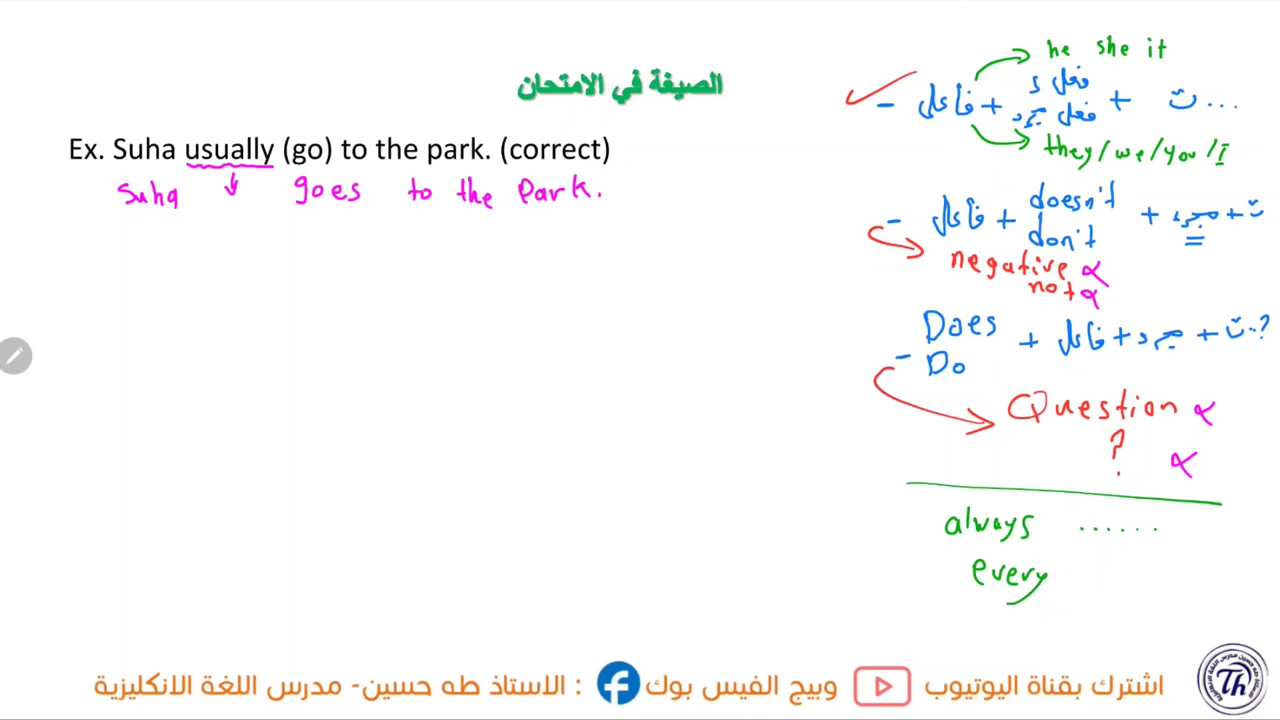 الصيغة في الامتحان
Ex. Suha usually (go) to the park. (correct)
Suha goes to the Park.
he she it
- فاعل + فعل s فعل مجرد + ت ...
they/we/you/I
- فاعل + doesn't don't + مجرد + ت
negative
not
- Does Do + فاعل + مجرد + ت..?
Question
?
always ......
every
اشترك بقناة اليوتيوب وبيج الفيس بوك : الاستاذ طه حسين- مدرس اللغة الانكليزية
Th